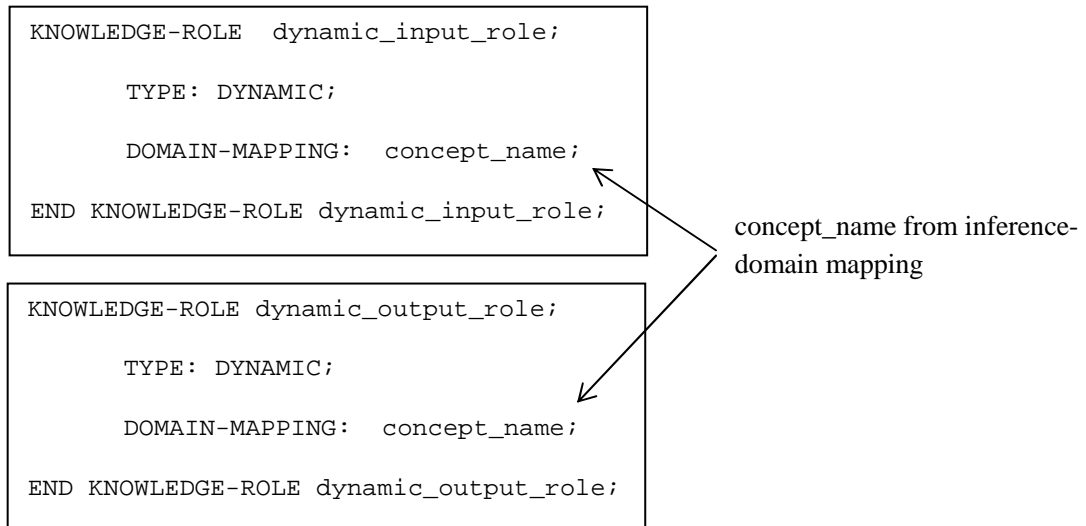 KNOWLEDGE-ROLE dynamic_input_role;
TYPE: DYNAMIC;
DOMAIN-MAPPING: concept_name;
END KNOWLEDGE-ROLE dynamic_input_role;
concept_name from inference-
domain mapping
KNOWLEDGE-ROLE dynamic_output_role;
TYPE: DYNAMIC;
DOMAIN-MAPPING: concept_name;
END KNOWLEDGE-ROLE dynamic_output_role;